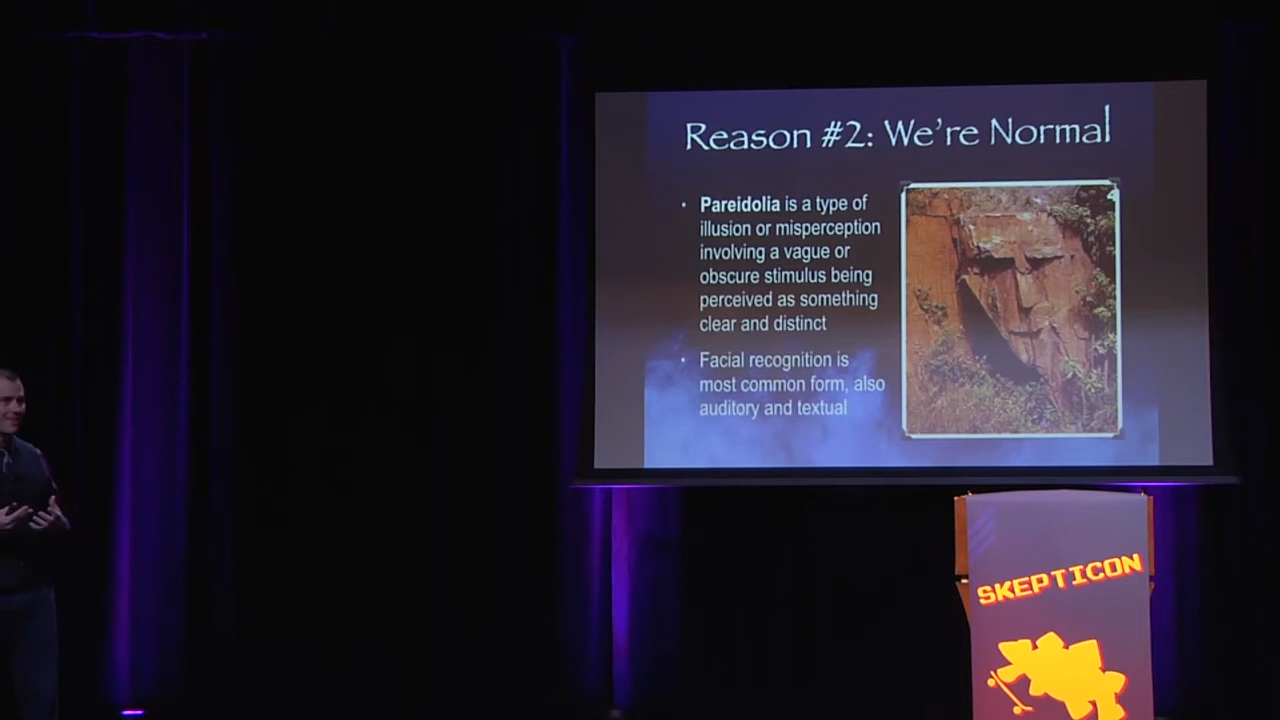 Reason #2: We're Normal
• Pareidolia is a type of
illusion or misperception
involving a vague or
obscure stimulus being
perceived as something
clear and distinct
• Facial recognition is
most common form, also
auditory and textual
SKEPTICON